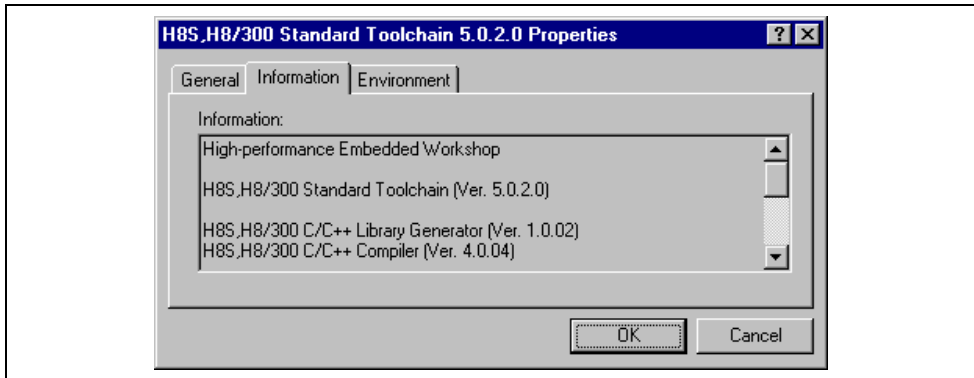 H8S,H8/300 Standard Toolchain 5.0.2.0 Properties
General Information Environment
Information:
High-performance Embedded Workshop
H8S,H8/300 Standard Toolchain (Ver. 5.0.2.0)
H8S,H8/300 C/C++ Library Generator (Ver. 1.0.02)
H8S,H8/300 C/C++ Compiler (Ver. 4.0.04)
OK Cancel